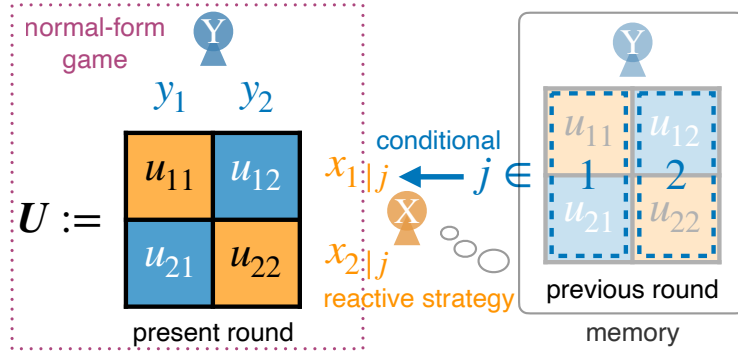 normal-form
game
Y
y₁ y₂
U :=
u₁₁ u₁₂
u₂₁ u₂₂
present round
x₁|ⱼ
x₂|ⱼ
X
reactive strategy
conditional
j ∈
Y
u₁₁ u₁₂
1 2
u₂₁ u₂₂
previous round
memory